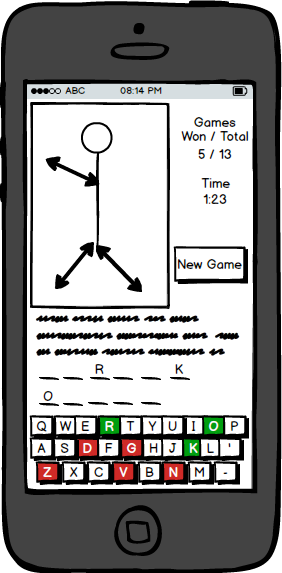 ABC 08:14 PM
Games
Won / Total
5 / 13
Time
1:23
New Game
R K
O
Q W E R T Y U I O P
A S D F G H J K L '
Z X C V B N M -